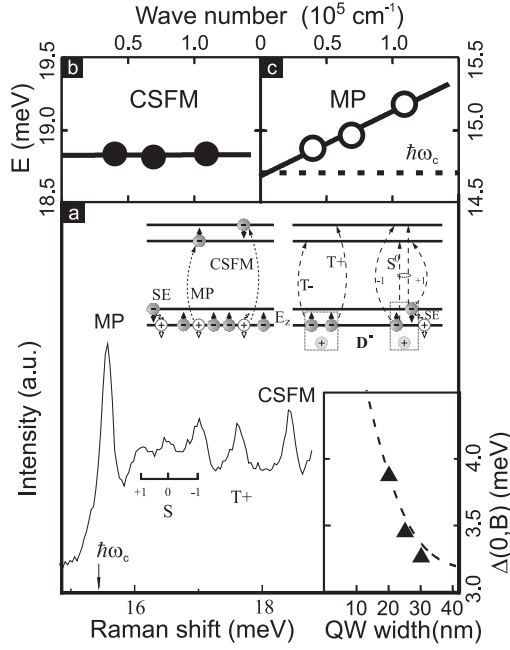 Wave number (10⁵ cm⁻¹)
0.5 1.0 0 0.5 1.0
19.5 b CSFM c MP 15.5
E (meV) 19.0 15.0
ħω_c
18.5 14.5
a
CSFM S⁰
T- T+ -1 +1
SE MP SE
E_z
D⁻
MP
CSFM
Intensity (a.u.)
+1 0 -1
S T+
ħω_c
4.0
3.5
3.0
Δ(0,B) (meV)
16 18 10 20 30 40
Raman shift (meV) QW width(nm)